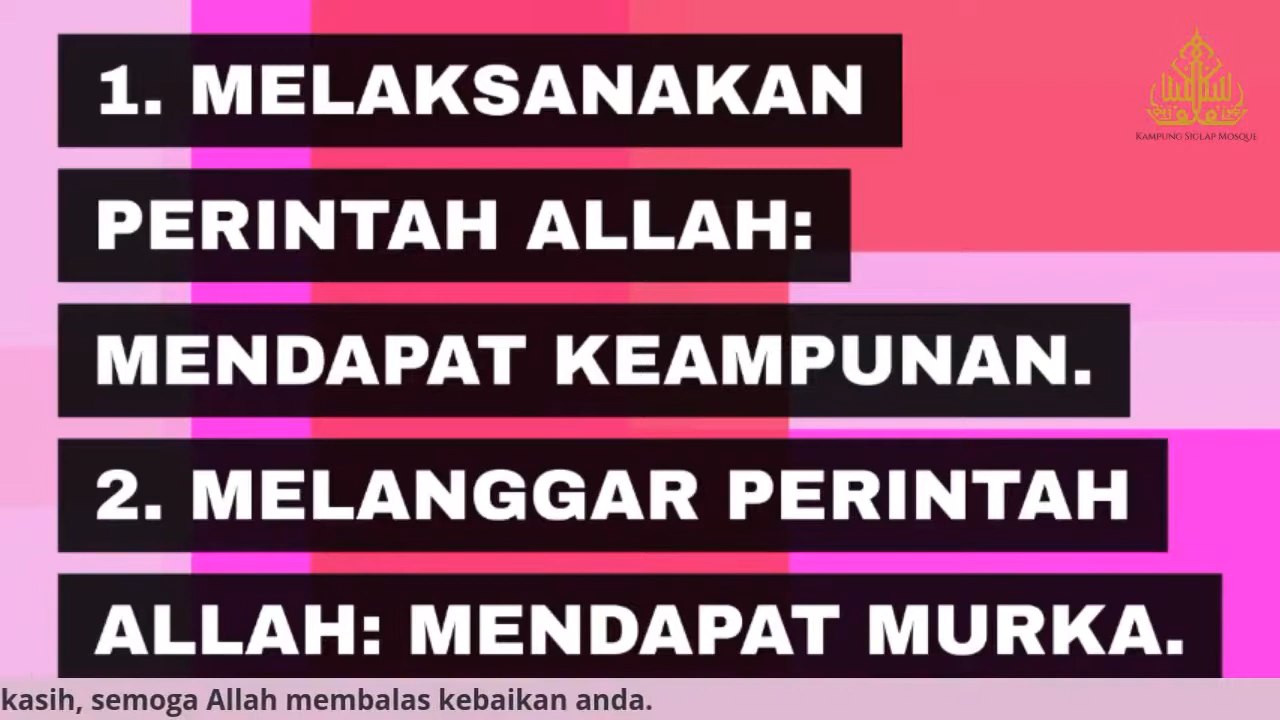 1. MELAKSANAKAN
PERINTAH ALLAH:
MENDAPAT KEAMPUNAN.
2. MELANGGAR PERINTAH
ALLAH: MENDAPAT MURKA.
KAMPUNG SIGLAP MOSQUE
kasih, semoga Allah membalas kebaikan anda.